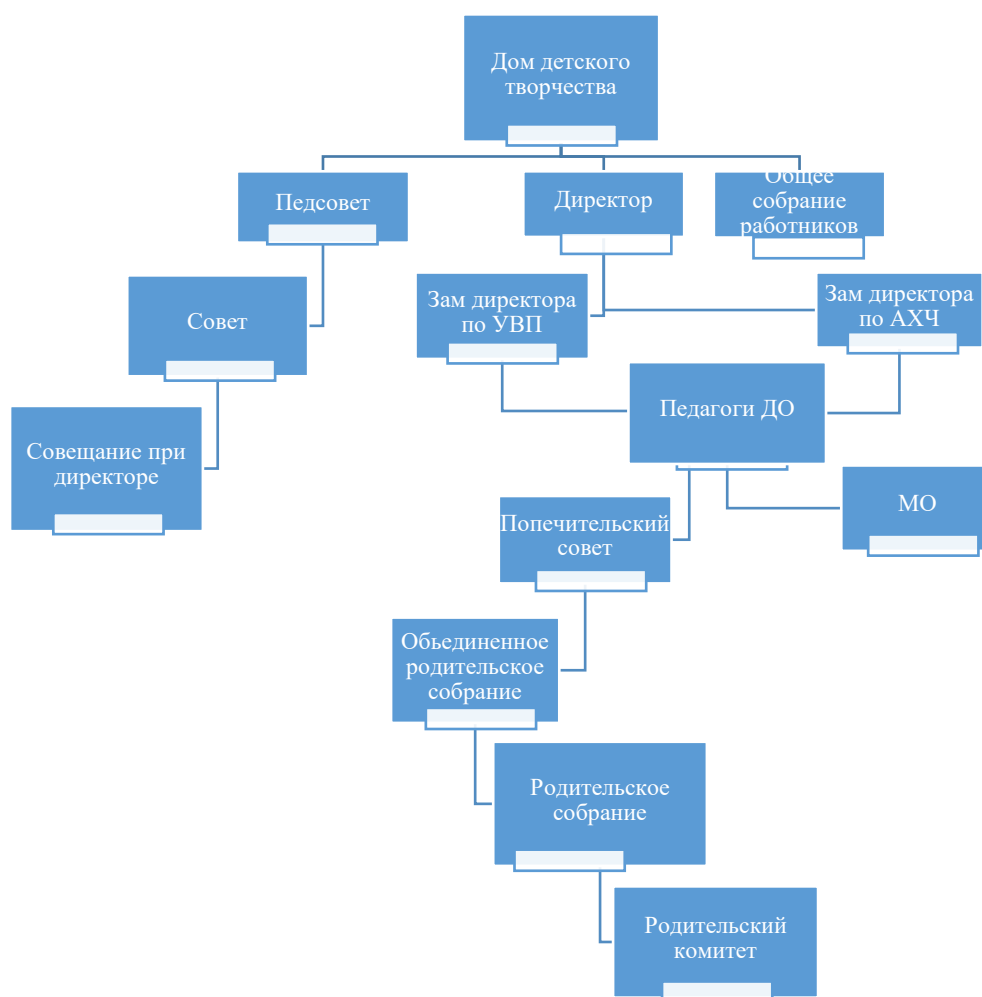 Дом детского
творчества
Педсовет
Директор
Общее
собрание
работников
Совет
Зам директора
по УВП
Зам директора
по АХЧ
Педагоги ДО
Совещание при
директоре
МО
Попечительский
совет
Обьединенное
родительское
собрание
Родительское
собрание
Родительский
комитет